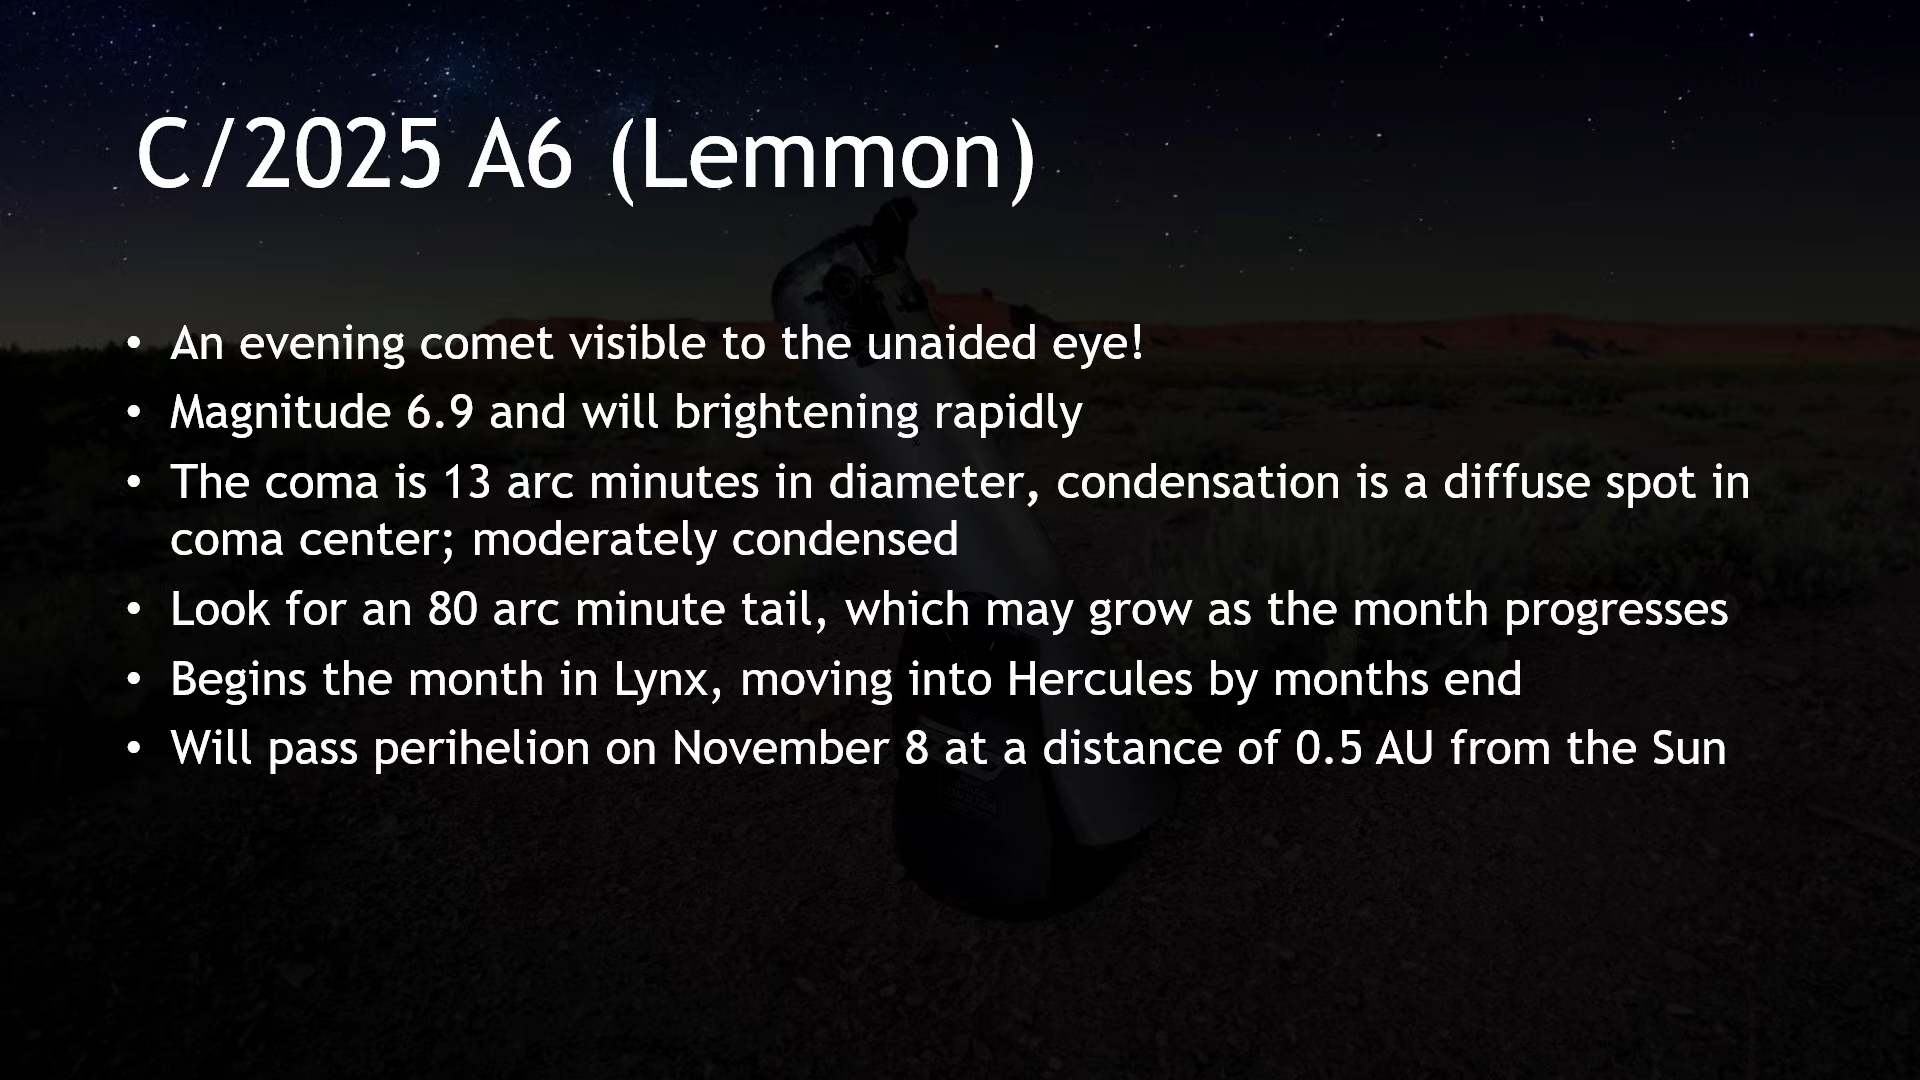 C/2025 A6 (Lemmon)
• An evening comet visible to the unaided eye!
• Magnitude 6.9 and will brightening rapidly
• The coma is 13 arc minutes in diameter, condensation is a diffuse spot in
coma center; moderately condensed
• Look for an 80 arc minute tail, which may grow as the month progresses
• Begins the month in Lynx, moving into Hercules by months end
• Will pass perihelion on November 8 at a distance of 0.5 AU from the Sun